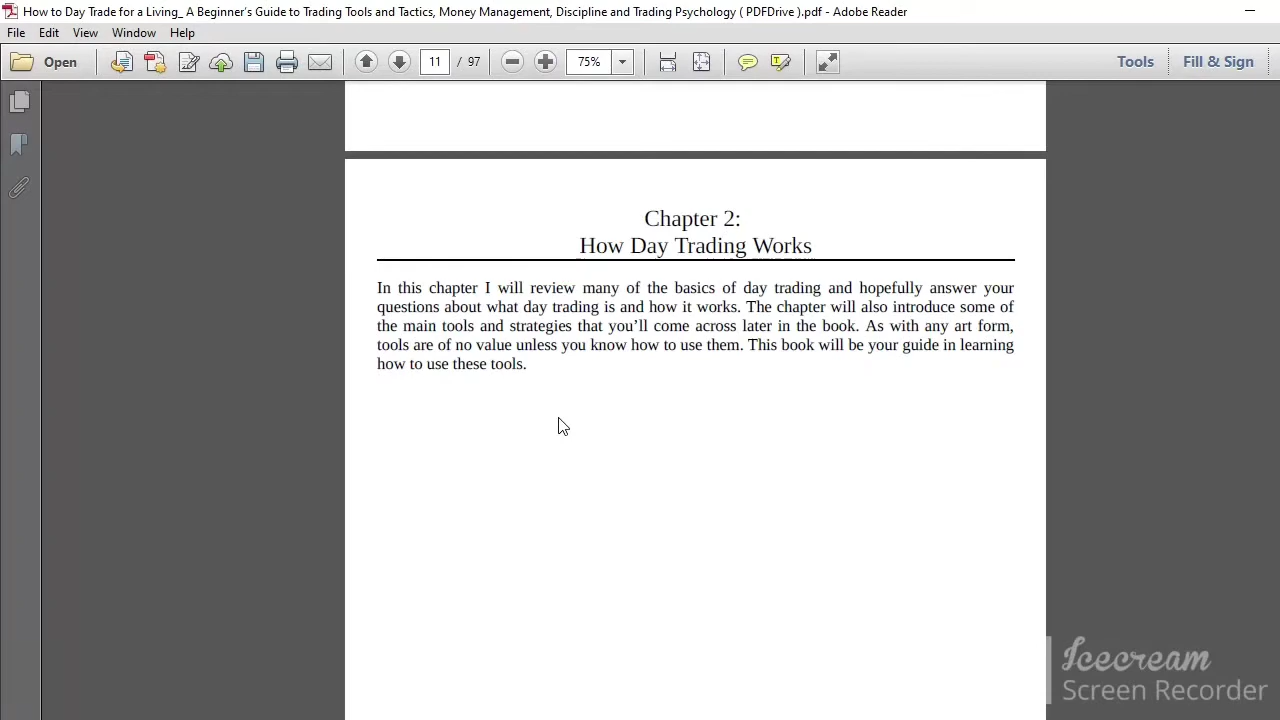 How to Day Trade for a Living_ A Beginner's Guide to Trading Tools and Tactics, Money Management, Discipline and Trading Psychology ( PDFDrive ).pdf - Adobe Reader
File Edit View Window Help
Open 11 / 97 75% Tools Fill & Sign
Chapter 2:
How Day Trading Works
In this chapter I will review many of the basics of day trading and hopefully answer your
questions about what day trading is and how it works. The chapter will also introduce some of
the main tools and strategies that you’ll come across later in the book. As with any art form,
tools are of no value unless you know how to use them. This book will be your guide in learning
how to use these tools.
Icecream
Screen Recorder